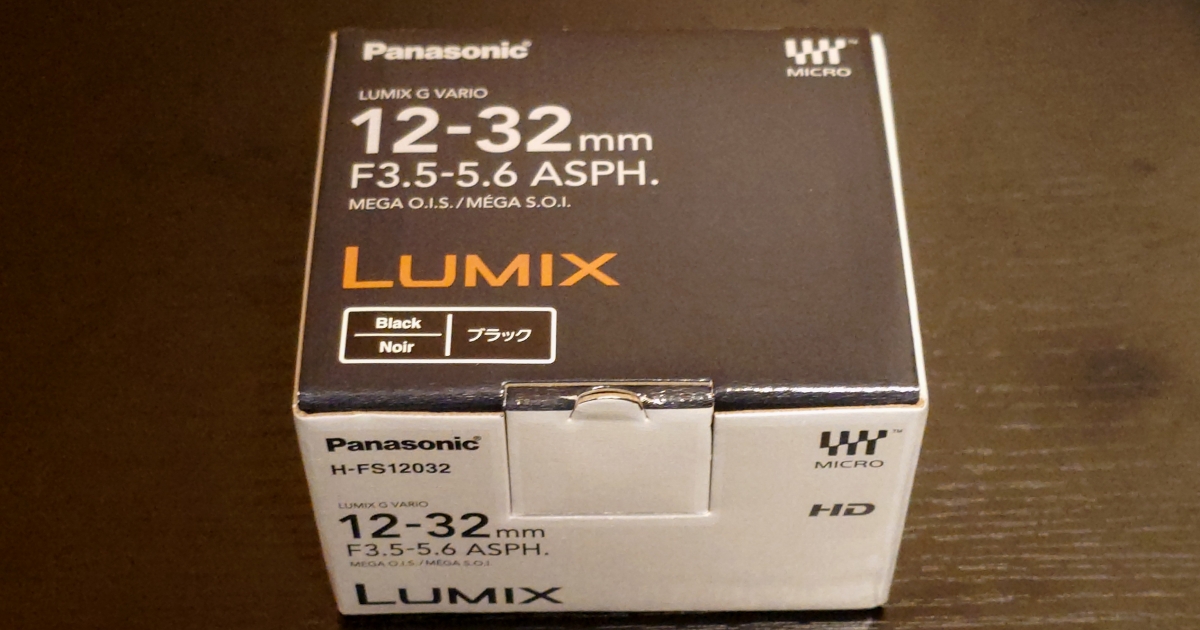 Panasonic®
MICRO
LUMIX G VARIO
12-32mm
F3.5-5.6 ASPH.
MEGA O.I.S./MÉGA S.O.I.
LUMIX
Black
Noir
ブラック
Panasonic®
H-FS12032
MICRO
HD
LUMIX G VARIO
12-32mm
F3.5-5.6 ASPH.
MEGA O.I.S./MÉGA S.O.I.
LUMIX